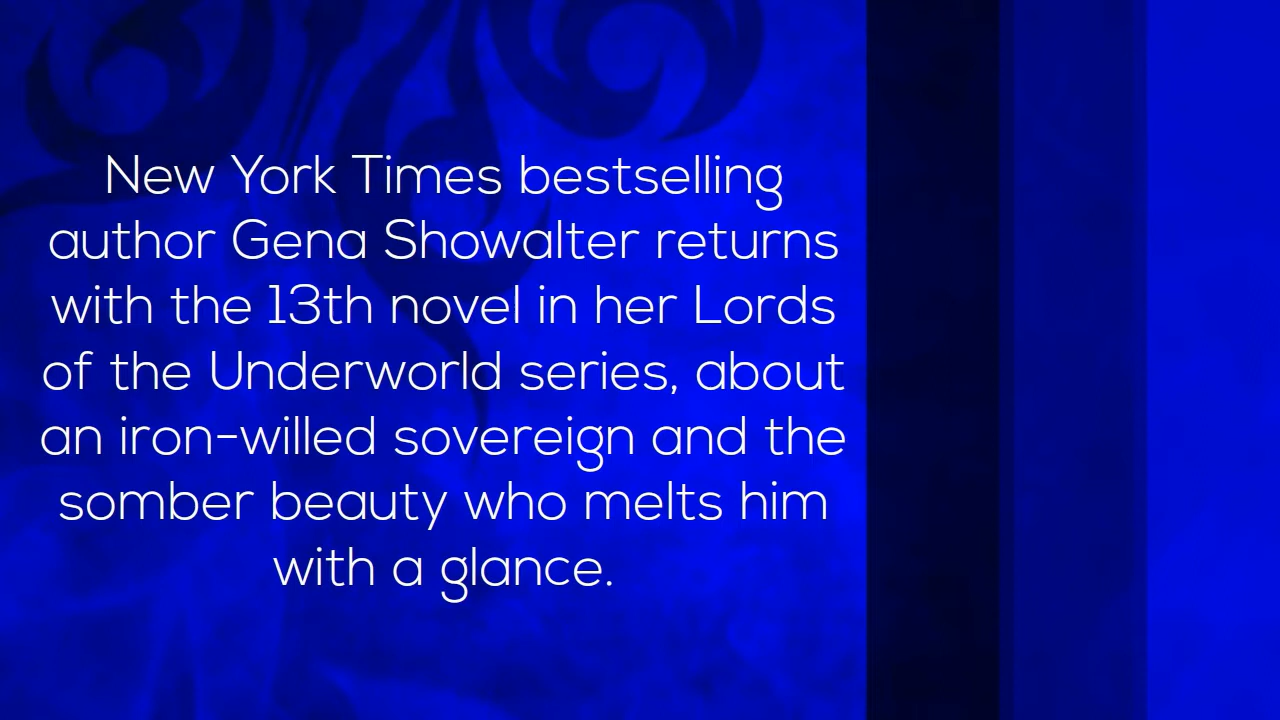 New York Times bestselling
author Gena Showalter returns
with the 13th novel in her Lords
of the Underworld series, about
an iron-willed sovereign and the
somber beauty who melts him
with a glance.